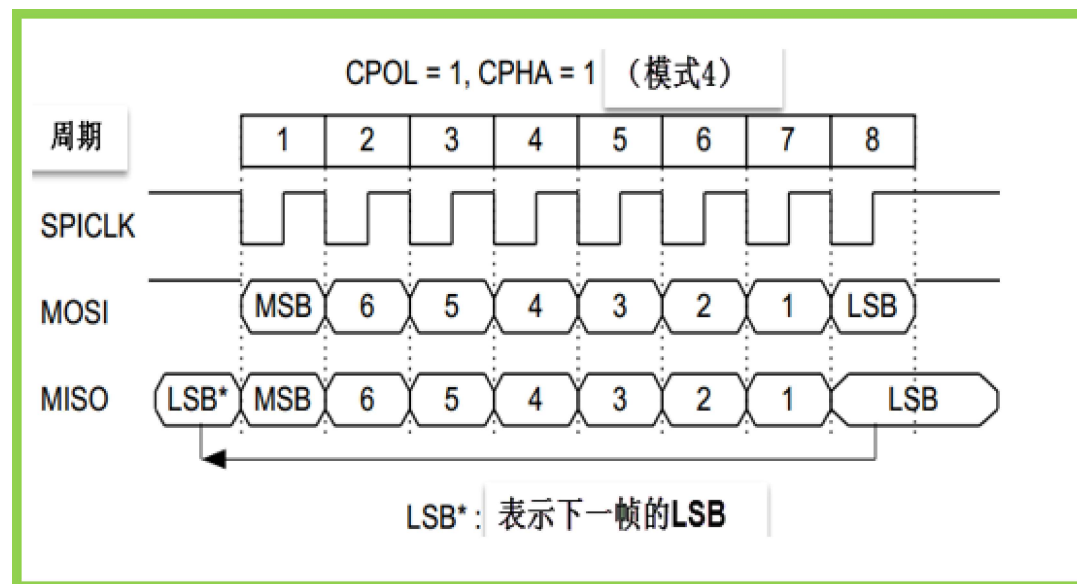 CPOL = 1, CPHA = 1 （模式4）
周期 1 2 3 4 5 6 7 8
SPICLK
MOSI MSB 6 5 4 3 2 1 LSB
MISO LSB* MSB 6 5 4 3 2 1 LSB
LSB* : 表示下一帧的LSB